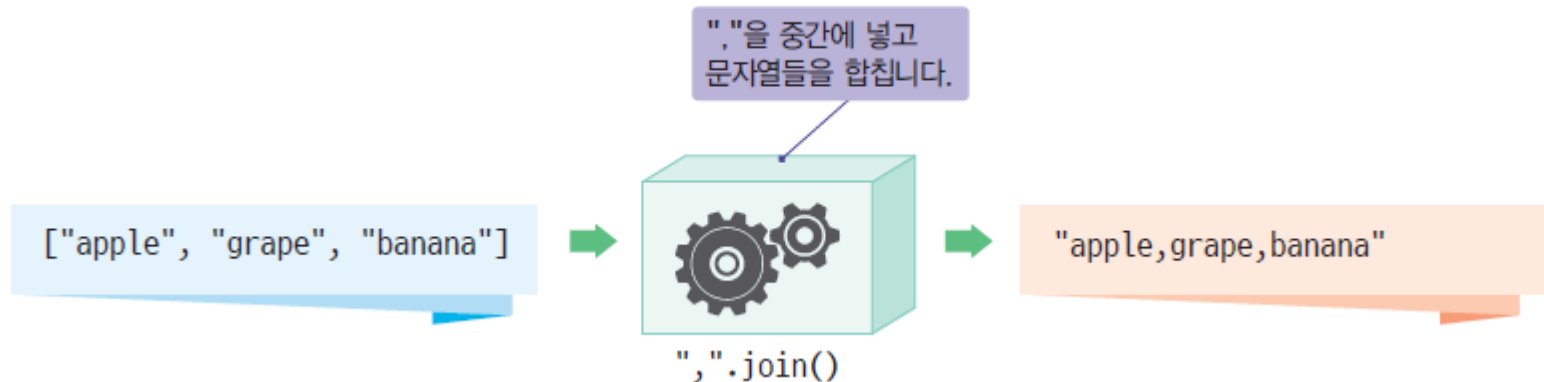 ","을 중간에 넣고
문자열들을 합칩니다.
["apple", "grape", "banana"]
"apple,grape,banana"
",".join()